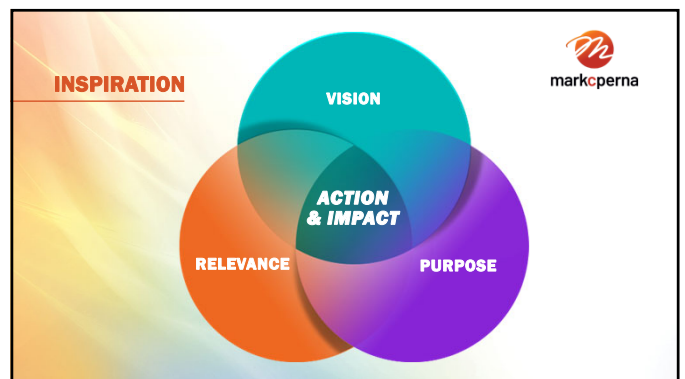 INSPIRATION
markcperna
VISION
ACTION
& IMPACT
RELEVANCE
PURPOSE